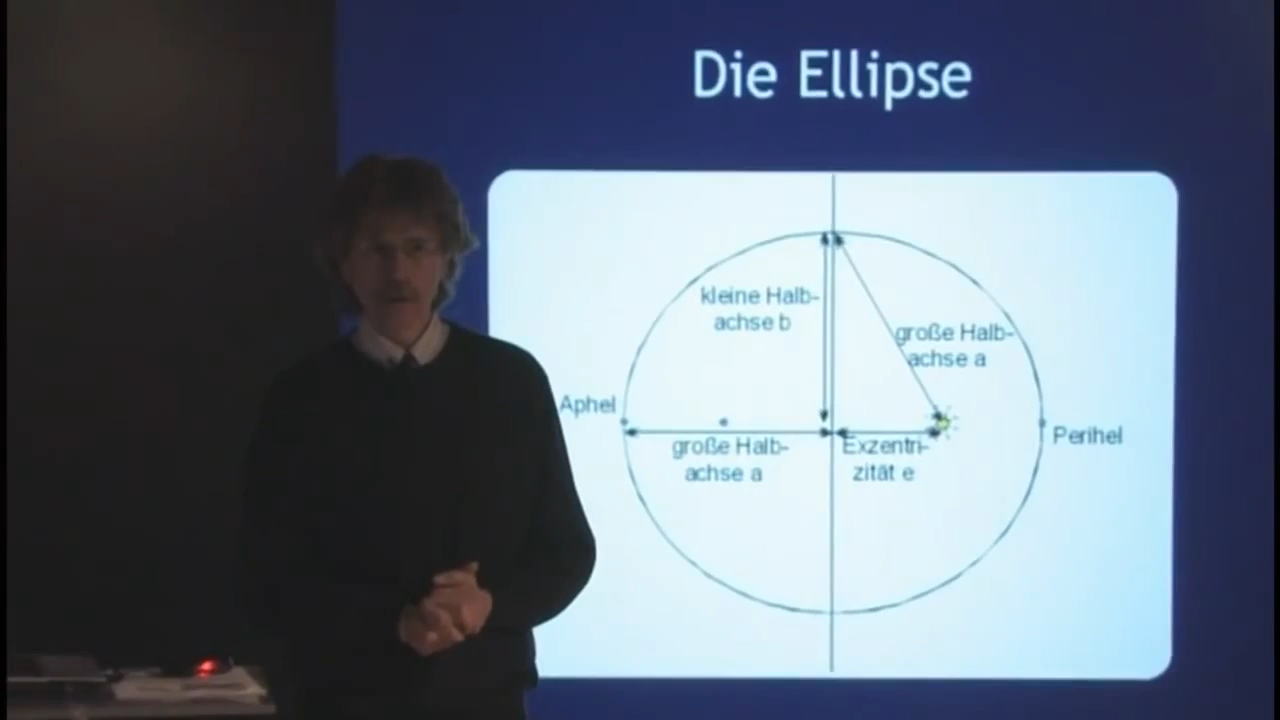 Die Ellipse
kleine Halb-
achse b
große Halb-
achse a
Aphel
Perihel
große Halb-
achse a
Exzentri-
zität e